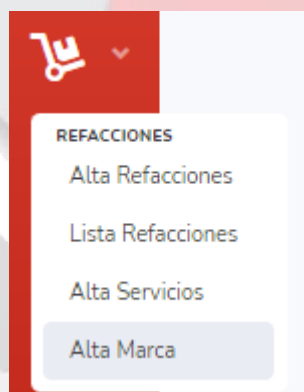 REFACCIONES
Alta Refacciones
Lista Refacciones
Alta Servicios
Alta Marca